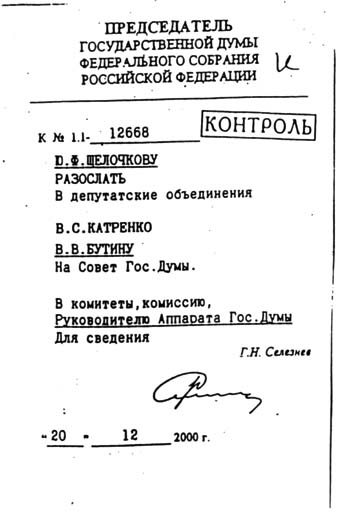 ПРЕДСЕДАТЕЛЬ
ГОСУДАРСТВЕННОЙ ДУМЫ
ФЕДЕРАЛЬНОГО СОБРАНИЯ
РОССИЙСКОЙ ФЕДЕРАЦИИ
К № 1.1- 12668
КОНТРОЛЬ
Ю.Ф.ЩЕЛОЧКОВУ
РАЗОСЛАТЬ
В депутатские объединения
В.С.КАТРЕНКО
В.В.БУТИНУ
На Совет Гос.Думы.
В комитеты,комиссию,
Руководителю Аппарата Гос.Думы
Для сведения
Г.Н. Селезнев
- 20 - 12 2000 г.